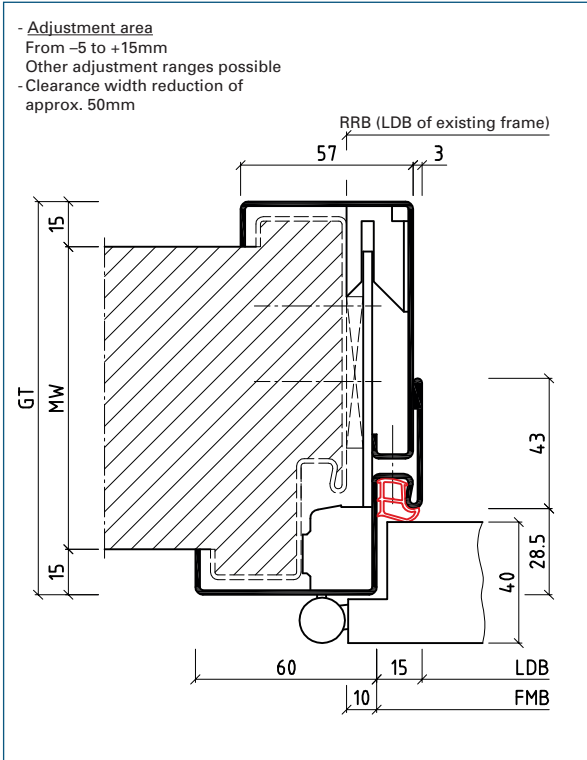 - Adjustment area
From –5 to +15mm
Other adjustment ranges possible
- Clearance width reduction of
approx. 50mm
RRB (LDB of existing frame)
57
3
15
GT
MW
43
15
28.5
40
60
15
LDB
10
FMB